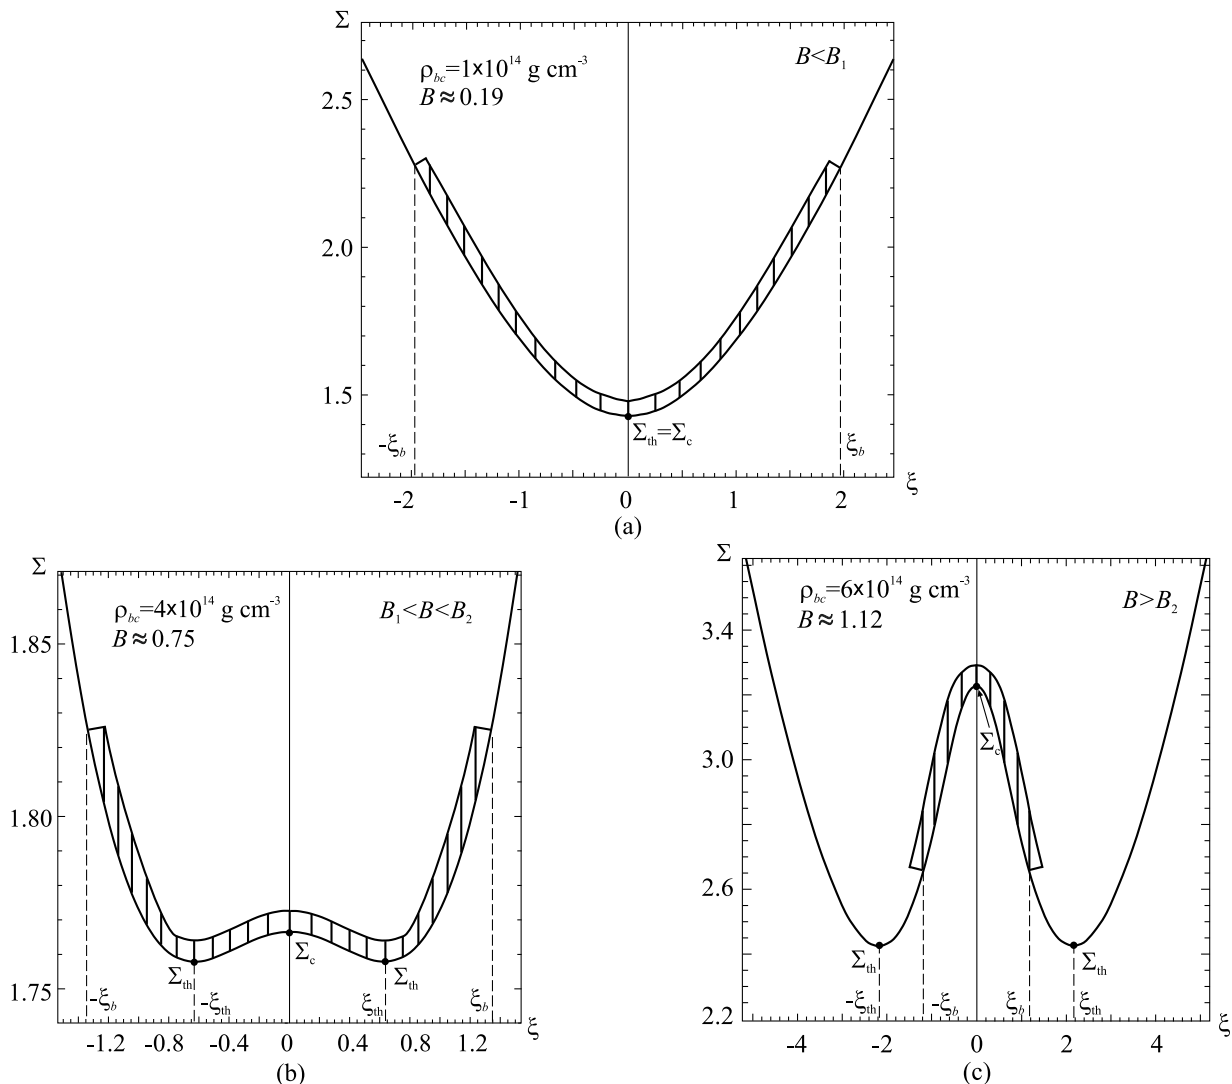 Σ
ρbc=1×10¹⁴ g cm⁻³
B≈0.19
B<B₁
2.5
2.0
1.5
Σth=Σc
-ξb
ξb
ξ
-2 -1 0 1 2
(a)
Σ
ρbc=4×10¹⁴ g cm⁻³
B≈0.75
B₁<B<B₂
1.85
1.80
1.75
Σth
Σc
Σth
-ξb
-ξth
ξth
ξb
ξ
-1.2 -0.8 -0.4 0 0.4 0.8 1.2
(b)
Σ
ρbc=6×10¹⁴ g cm⁻³
B≈1.12
B>B₂
3.4
3.0
2.6
2.2
Σc
Σth
Σth
-ξth
-ξb
ξb
ξth
ξ
-4 -2 0 2 4
(c)